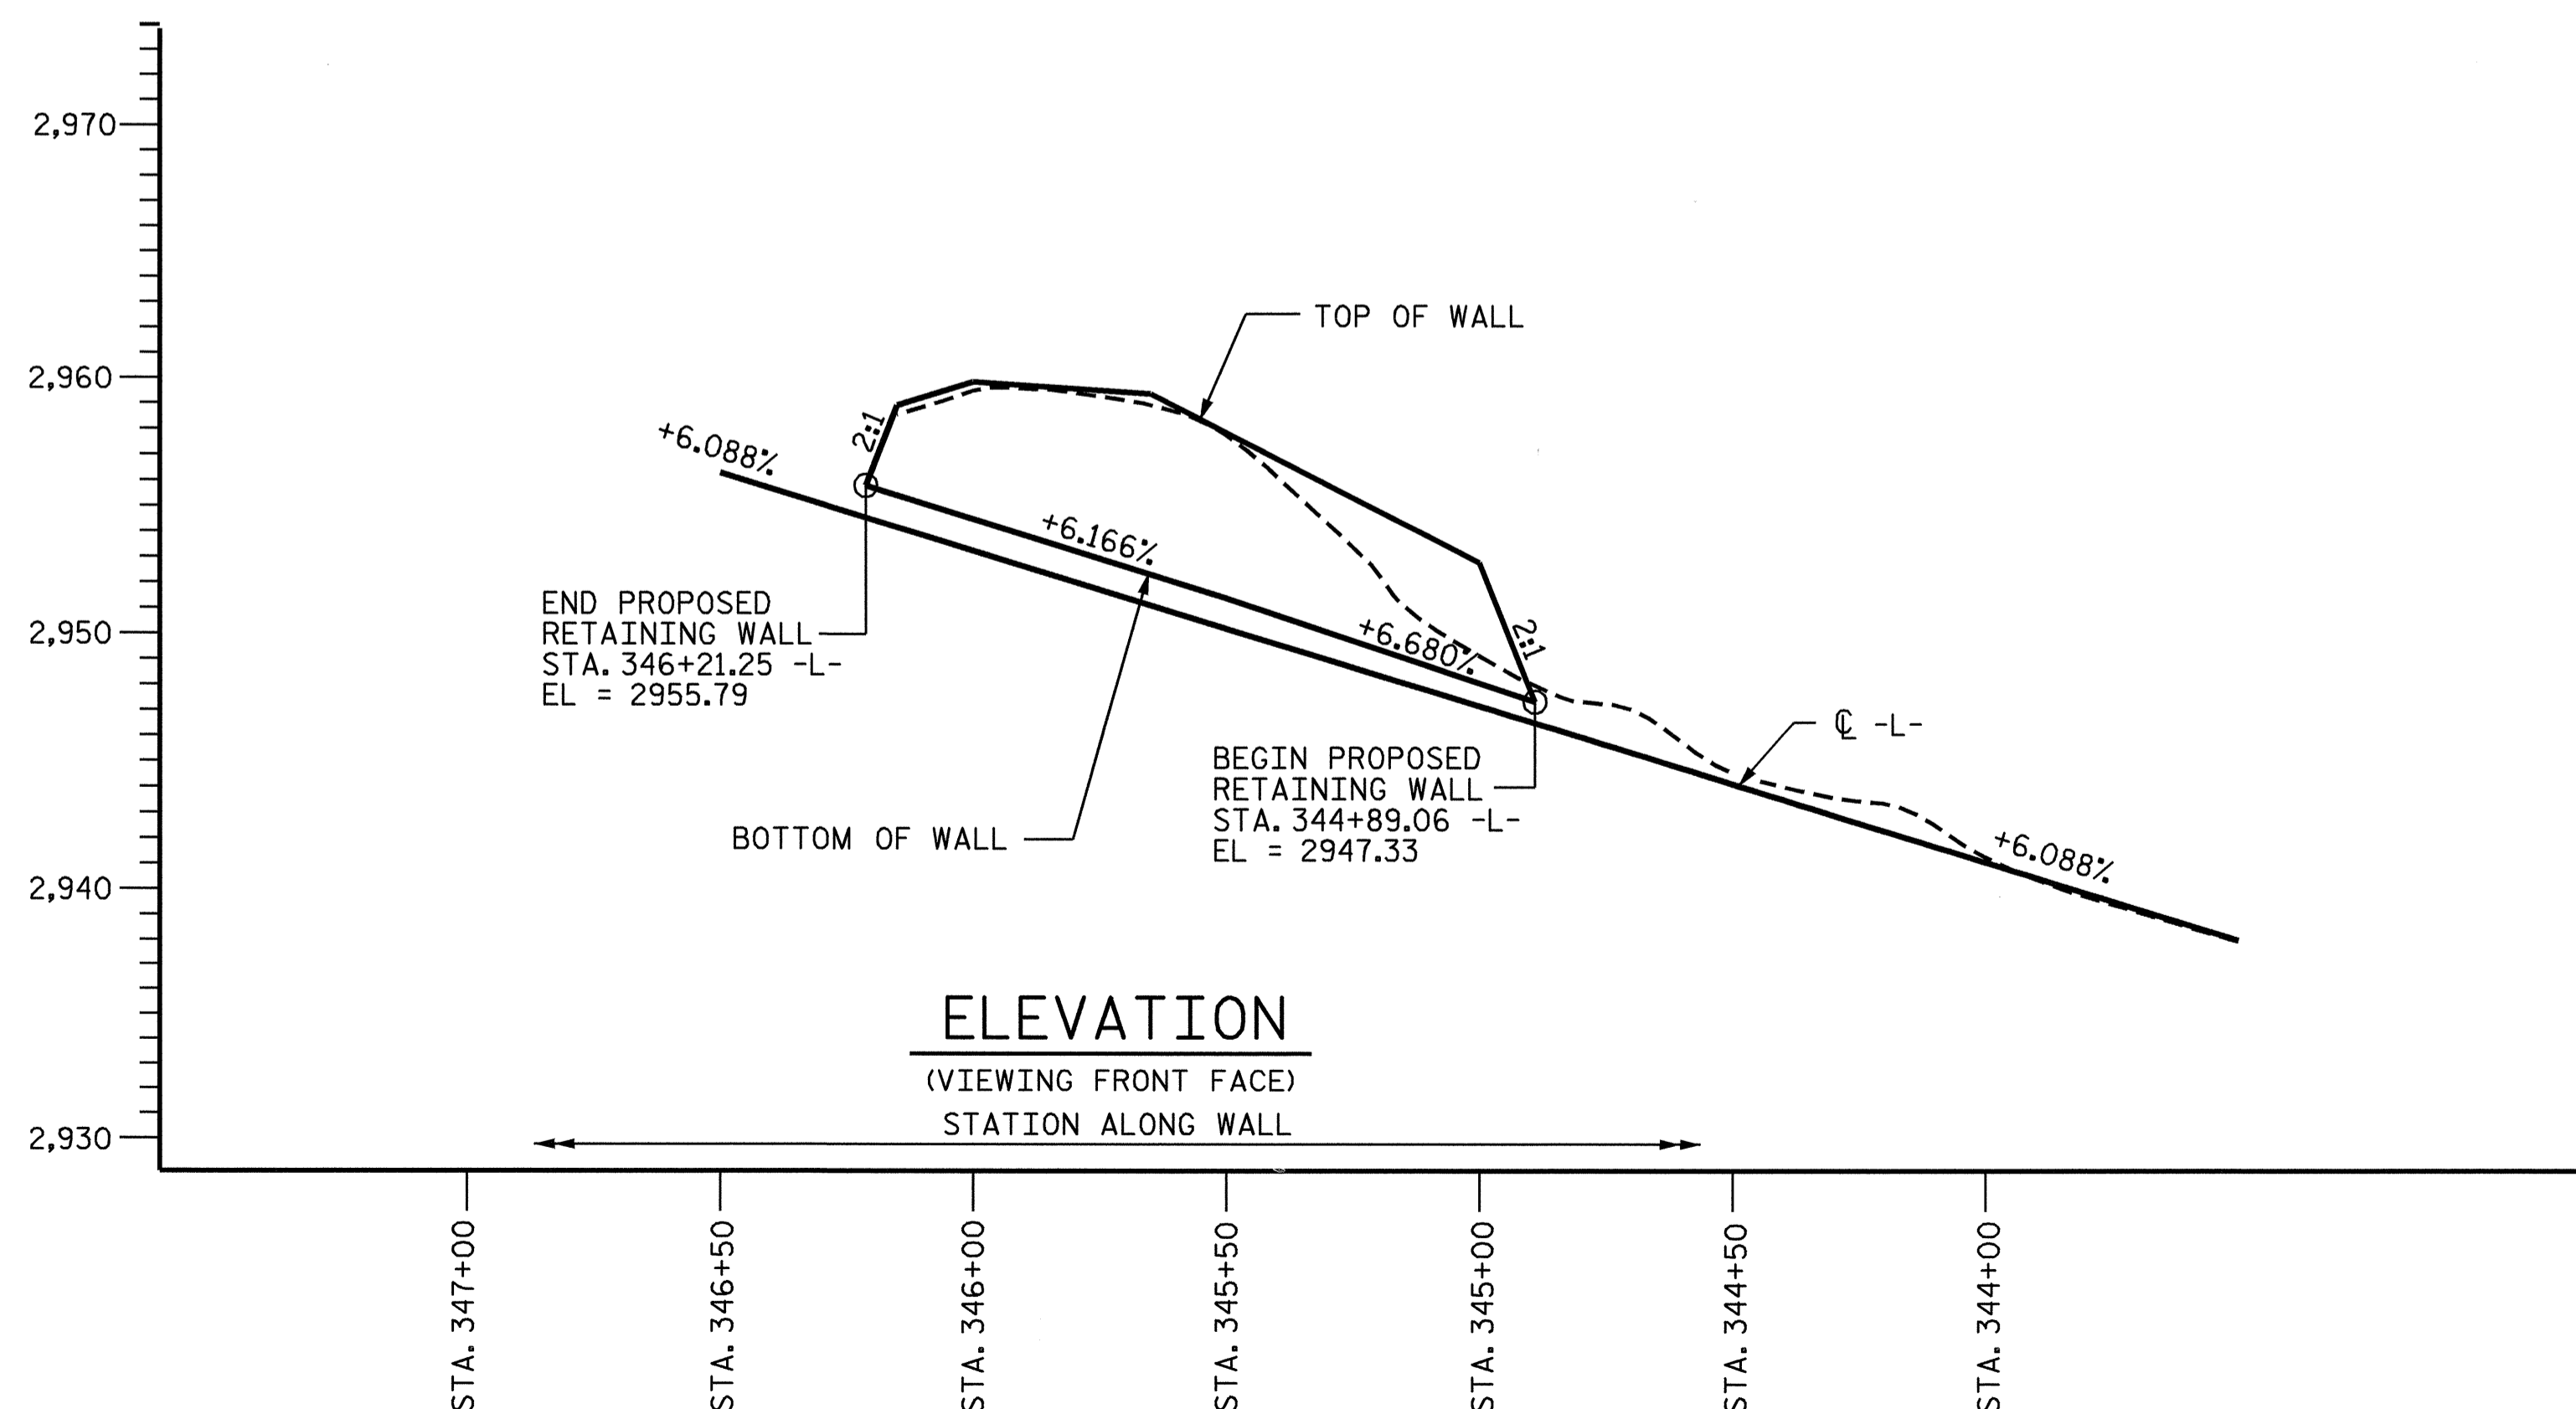 2,970
2,960
2,950
2,940
2,930
TOP OF WALL
2:1
+6.088%
+6.166%
+6.680%
2:1
END PROPOSED
RETAINING WALL
STA. 346+21.25 -L-
EL = 2955.79
BOTTOM OF WALL
BEGIN PROPOSED
RETAINING WALL
STA. 344+89.06 -L-
EL = 2947.33
℄ -L-
+6.088%
ELEVATION
(VIEWING FRONT FACE)
STATION ALONG WALL
STA. 347+00
STA. 346+50
STA. 346+00
STA. 345+50
STA. 345+00
STA. 344+50
STA. 344+00